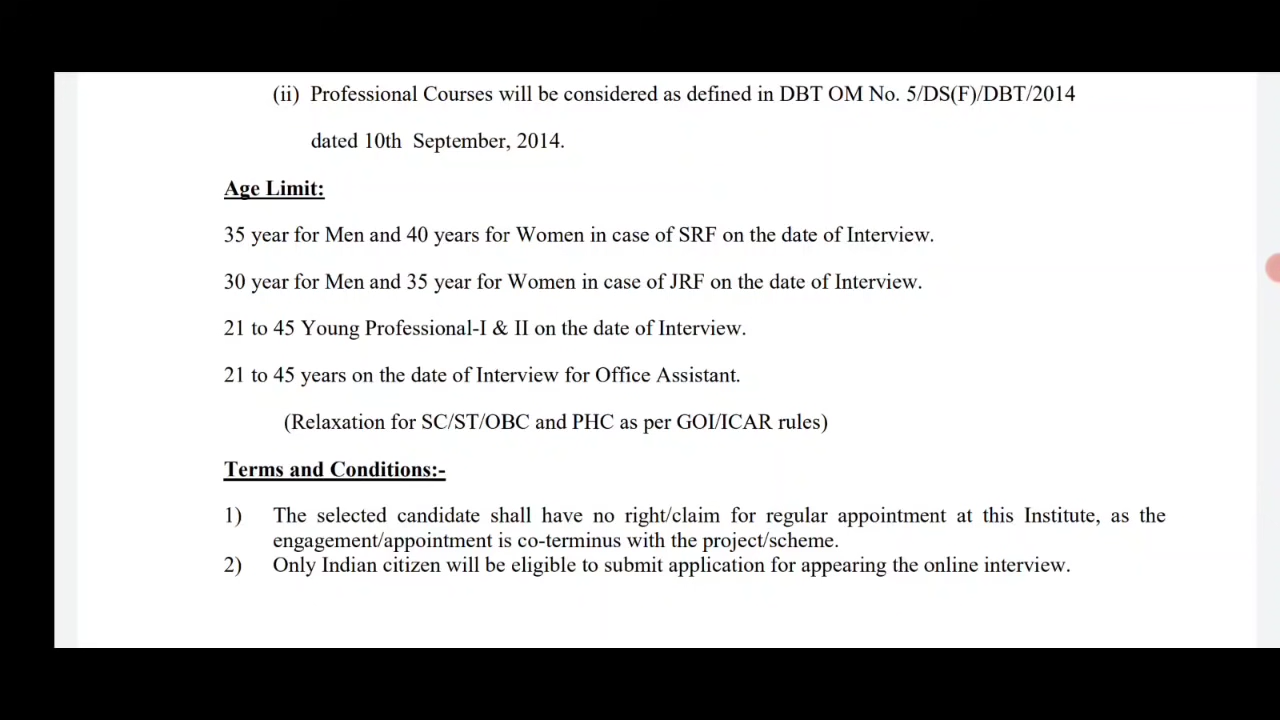 (ii) Professional Courses will be considered as defined in DBT OM No. 5/DS(F)/DBT/2014
dated 10th September, 2014.
Age Limit:
35 year for Men and 40 years for Women in case of SRF on the date of Interview.
30 year for Men and 35 year for Women in case of JRF on the date of Interview.
21 to 45 Young Professional-I & II on the date of Interview.
21 to 45 years on the date of Interview for Office Assistant.
(Relaxation for SC/ST/OBC and PHC as per GOI/ICAR rules)
Terms and Conditions:-
1) The selected candidate shall have no right/claim for regular appointment at this Institute, as the
engagement/appointment is co-terminus with the project/scheme.
2) Only Indian citizen will be eligible to submit application for appearing the online interview.